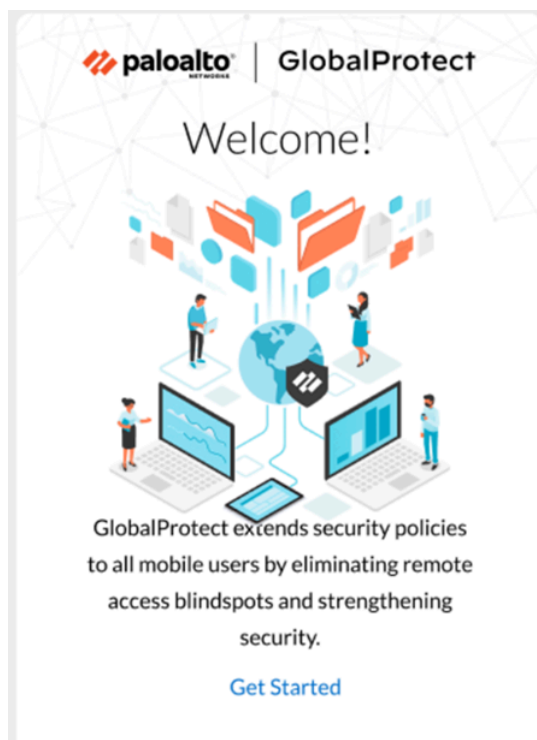 paloalto NETWORKS | GlobalProtect
Welcome!
GlobalProtect extends security policies
to all mobile users by eliminating remote
access blindspots and strengthening
security.
Get Started